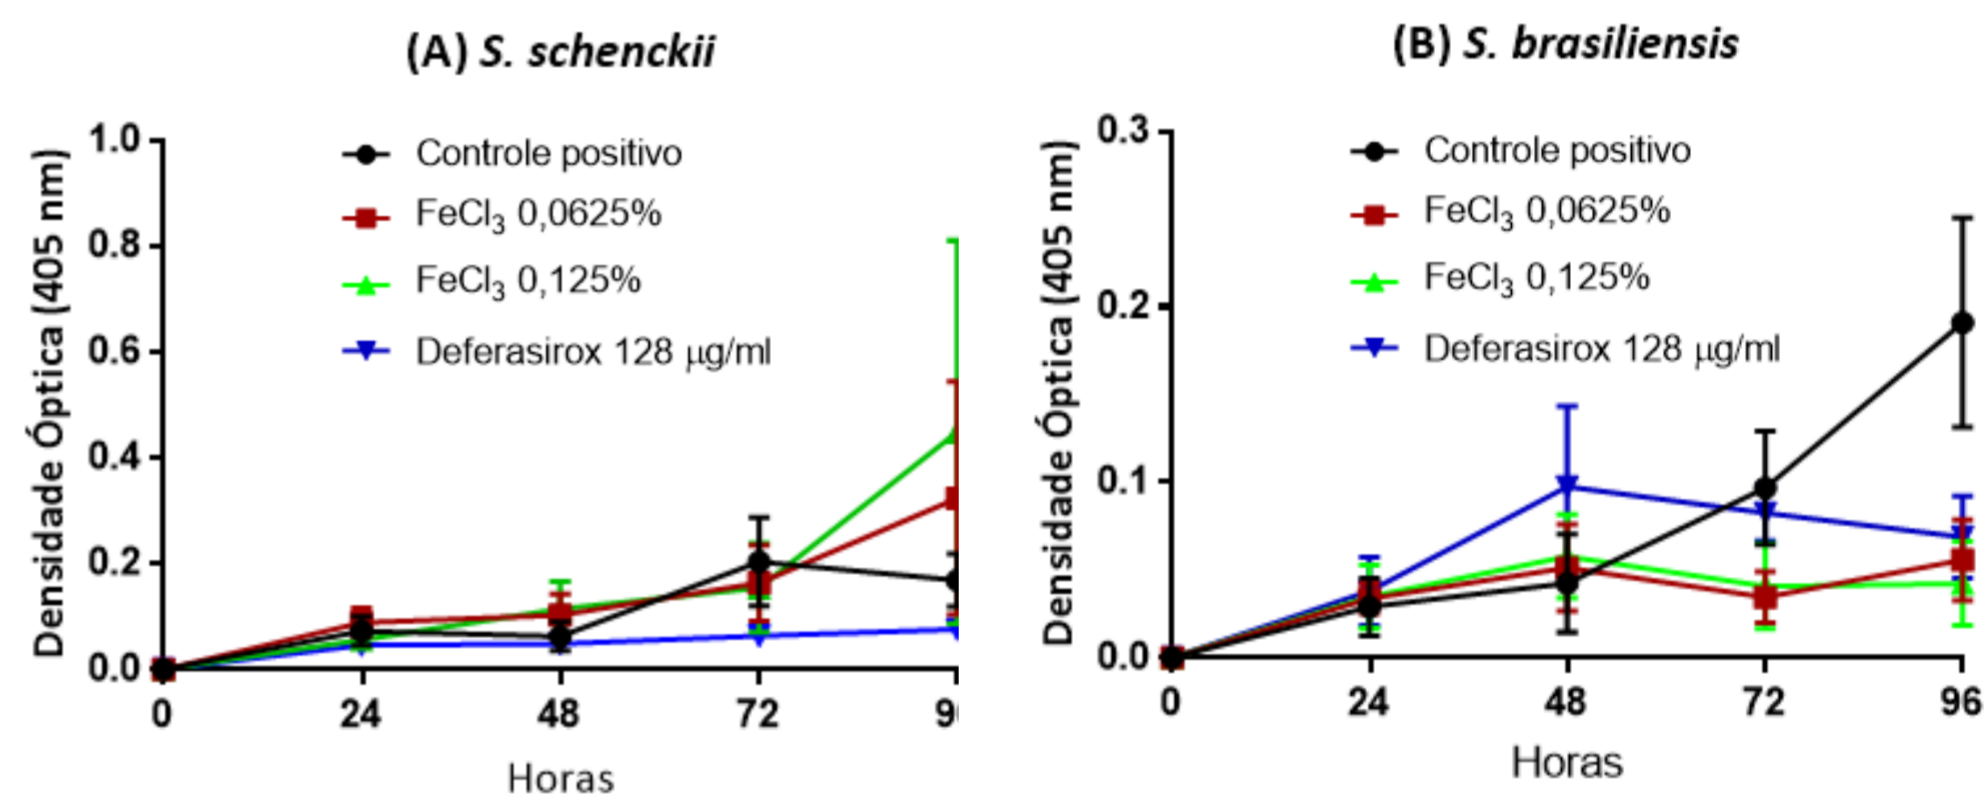 (A) S. schenckii
Densidade Óptica (405 nm)
1.0
0.8
0.6
0.4
0.2
0.0
Controle positivo
FeCl₃ 0,0625%
FeCl₃ 0,125%
Deferasirox 128 µg/ml
0 24 48 72 9
Horas
(B) S. brasiliensis
Densidade Óptica (405 nm)
0.3
0.2
0.1
0.0
Controle positivo
FeCl₃ 0,0625%
FeCl₃ 0,125%
Deferasirox 128 µg/ml
0 24 48 72 96
Horas